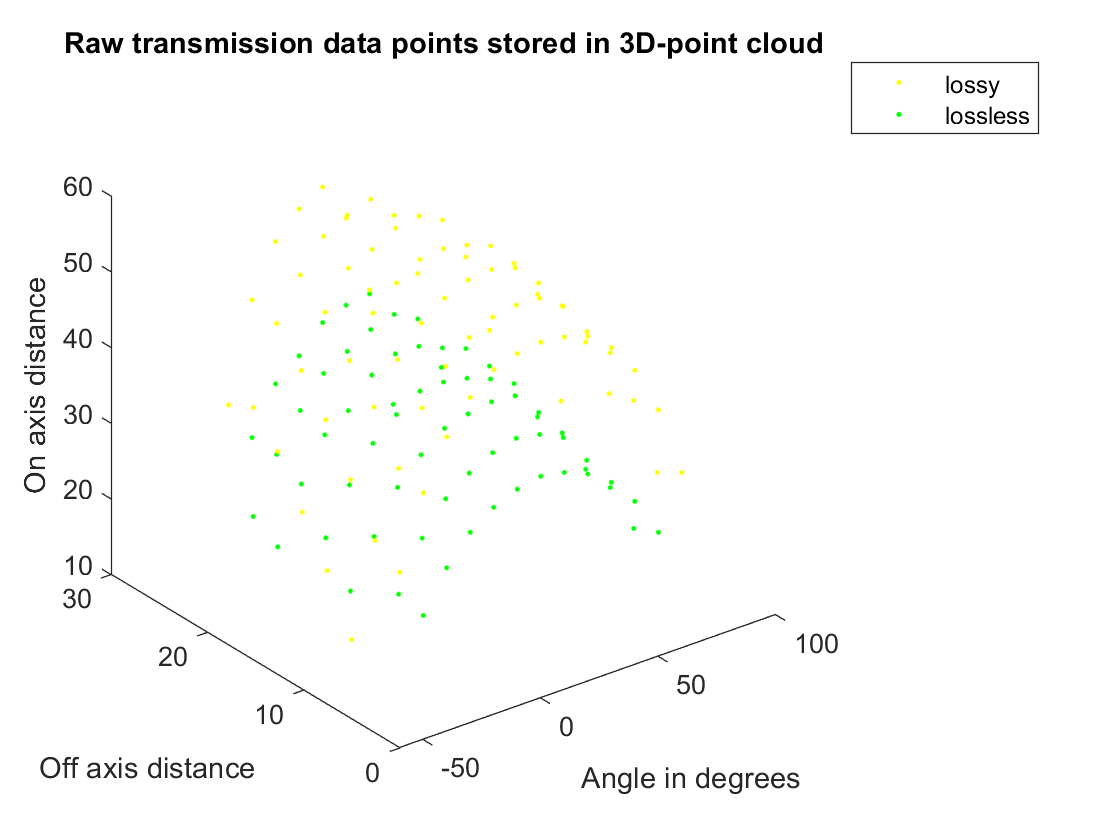 Raw transmission data points stored in 3D-point cloud
lossy
lossless
60
50
40
30
20
10
On axis distance
30
20
10
0
Off axis distance
-50
0
50
100
Angle in degrees